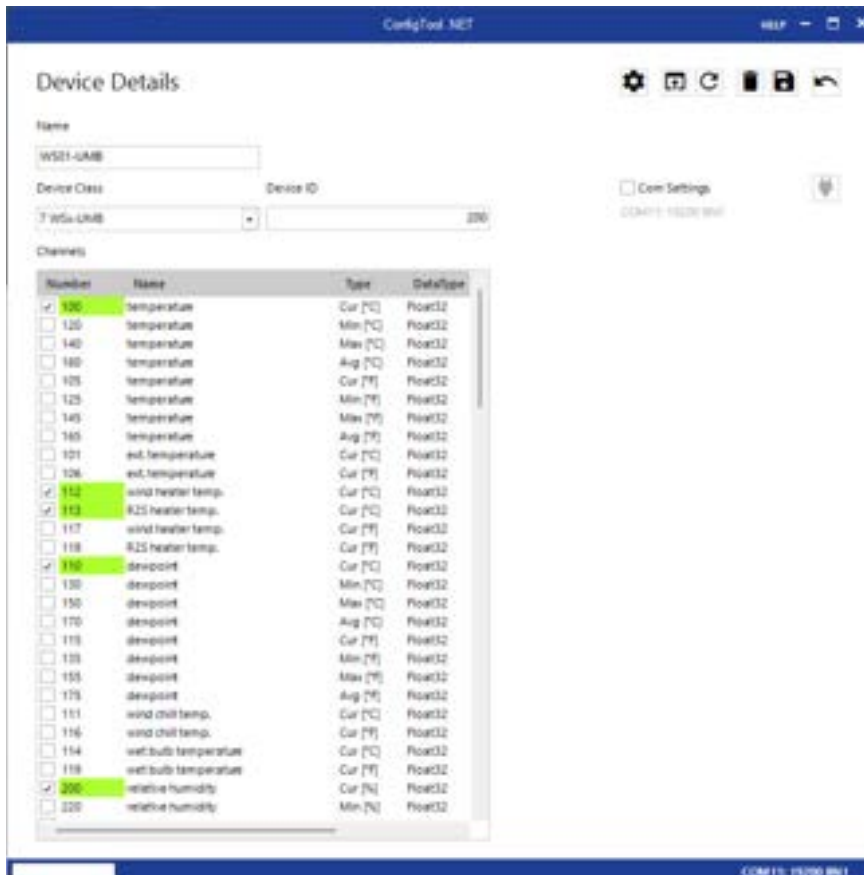 ConfigTool .NET
HELP
Device Details
Name
Device Class
Device ID
Com Settings
7 WSx-UMB
200
COM11: 19200 8N1
Channels
Number Name Type DataType
100 temperature Cur [°C] Float32
120 temperature Min [°C] Float32
140 temperature Max [°C] Float32
160 temperature Avg [°C] Float32
105 temperature Cur [°F] Float32
125 temperature Min [°F] Float32
145 temperature Max [°F] Float32
165 temperature Avg [°F] Float32
101 ext. temperature Cur [°C] Float32
106 ext. temperature Cur [°F] Float32
112 wind heater temp. Cur [°C] Float32
113 R2S heater temp. Cur [°C] Float32
117 wind heater temp. Cur [°F] Float32
118 R2S heater temp. Cur [°F] Float32
110 dewpoint Cur [°C] Float32
130 dewpoint Min [°C] Float32
150 dewpoint Max [°C] Float32
170 dewpoint Avg [°C] Float32
115 dewpoint Cur [°F] Float32
135 dewpoint Min [°F] Float32
155 dewpoint Max [°F] Float32
175 dewpoint Avg [°F] Float32
111 wind chill temp. Cur [°C] Float32
116 wind chill temp. Cur [°F] Float32
114 wet bulb temperature Cur [°C] Float32
119 wet bulb temperature Cur [°F] Float32
200 relative humidity Cur [%] Float32
220 relative humidity Min [%] Float32
COM11: 19200 8N1